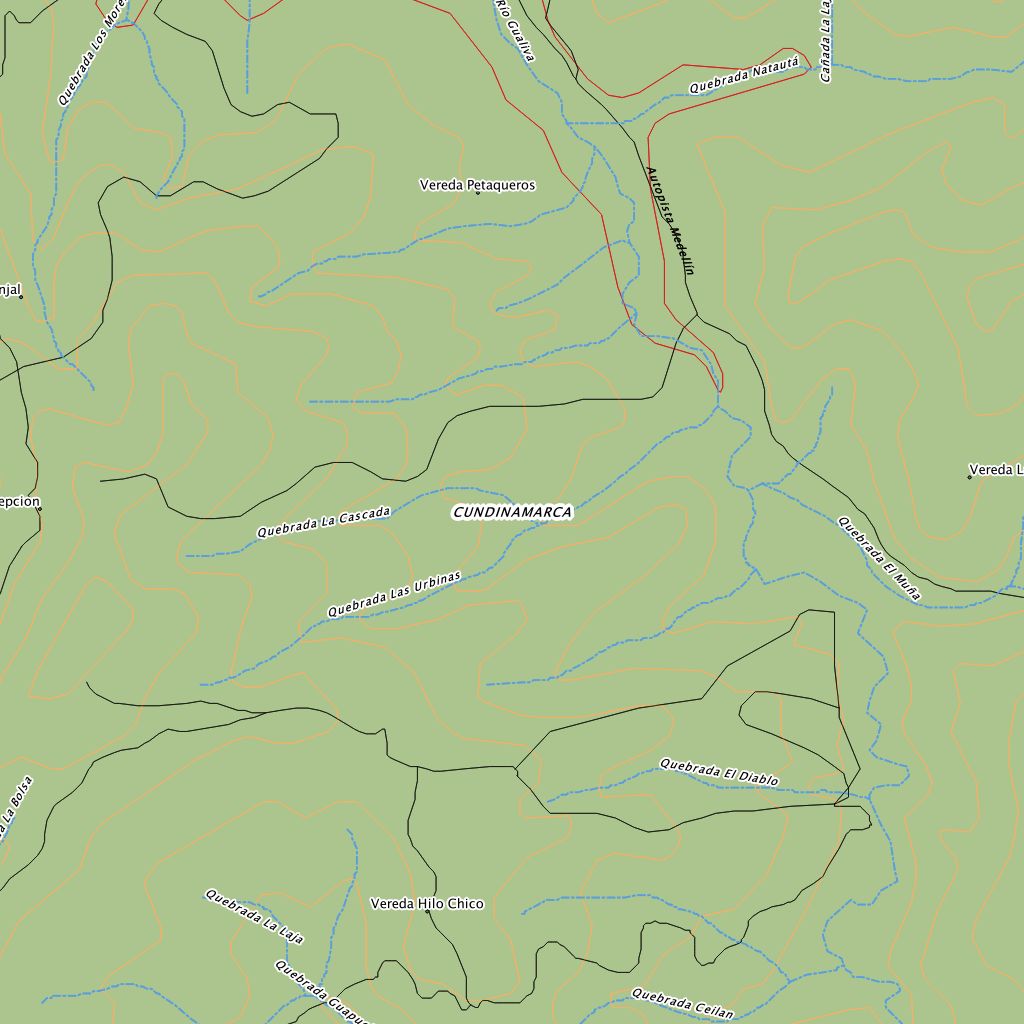 Quebrada Los More
Río Gualiva
Cañada La La
Quebrada Natautá
Vereda Petaqueros
Autopista Medellín
njal
Vereda L
epcion
CUNDINAMARCA
Quebrada La Cascada
Quebrada El Muña
Quebrada Las Urbinas
Quebrada El Diablo
a La Bolsa
Vereda Hilo Chico
Quebrada La Laja
Quebrada Guapu
Quebrada Ceilan